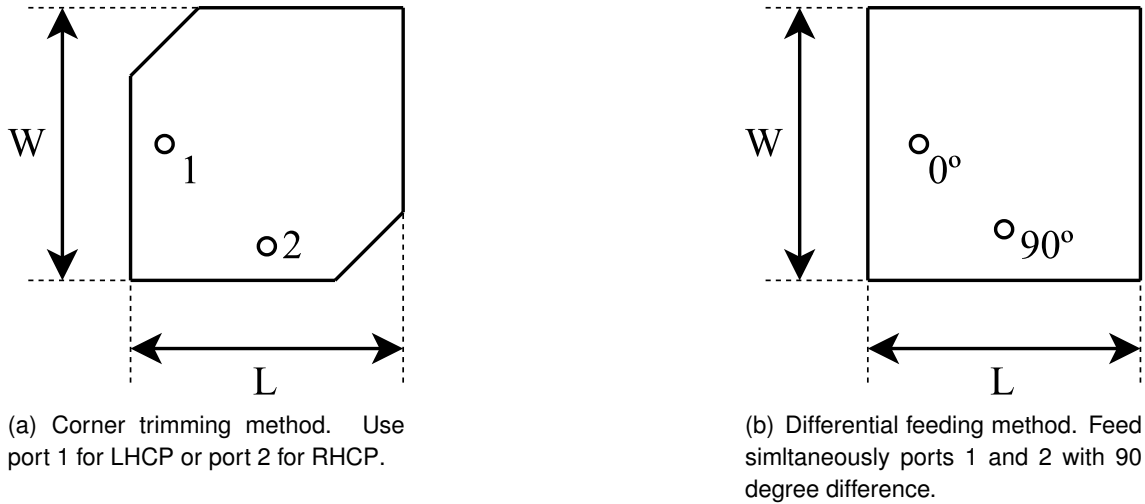 W
1
2
L
(a) Corner trimming method. Use
port 1 for LHCP or port 2 for RHCP.
W
0º
90º
L
(b) Differential feeding method. Feed
simltaneously ports 1 and 2 with 90
degree difference.